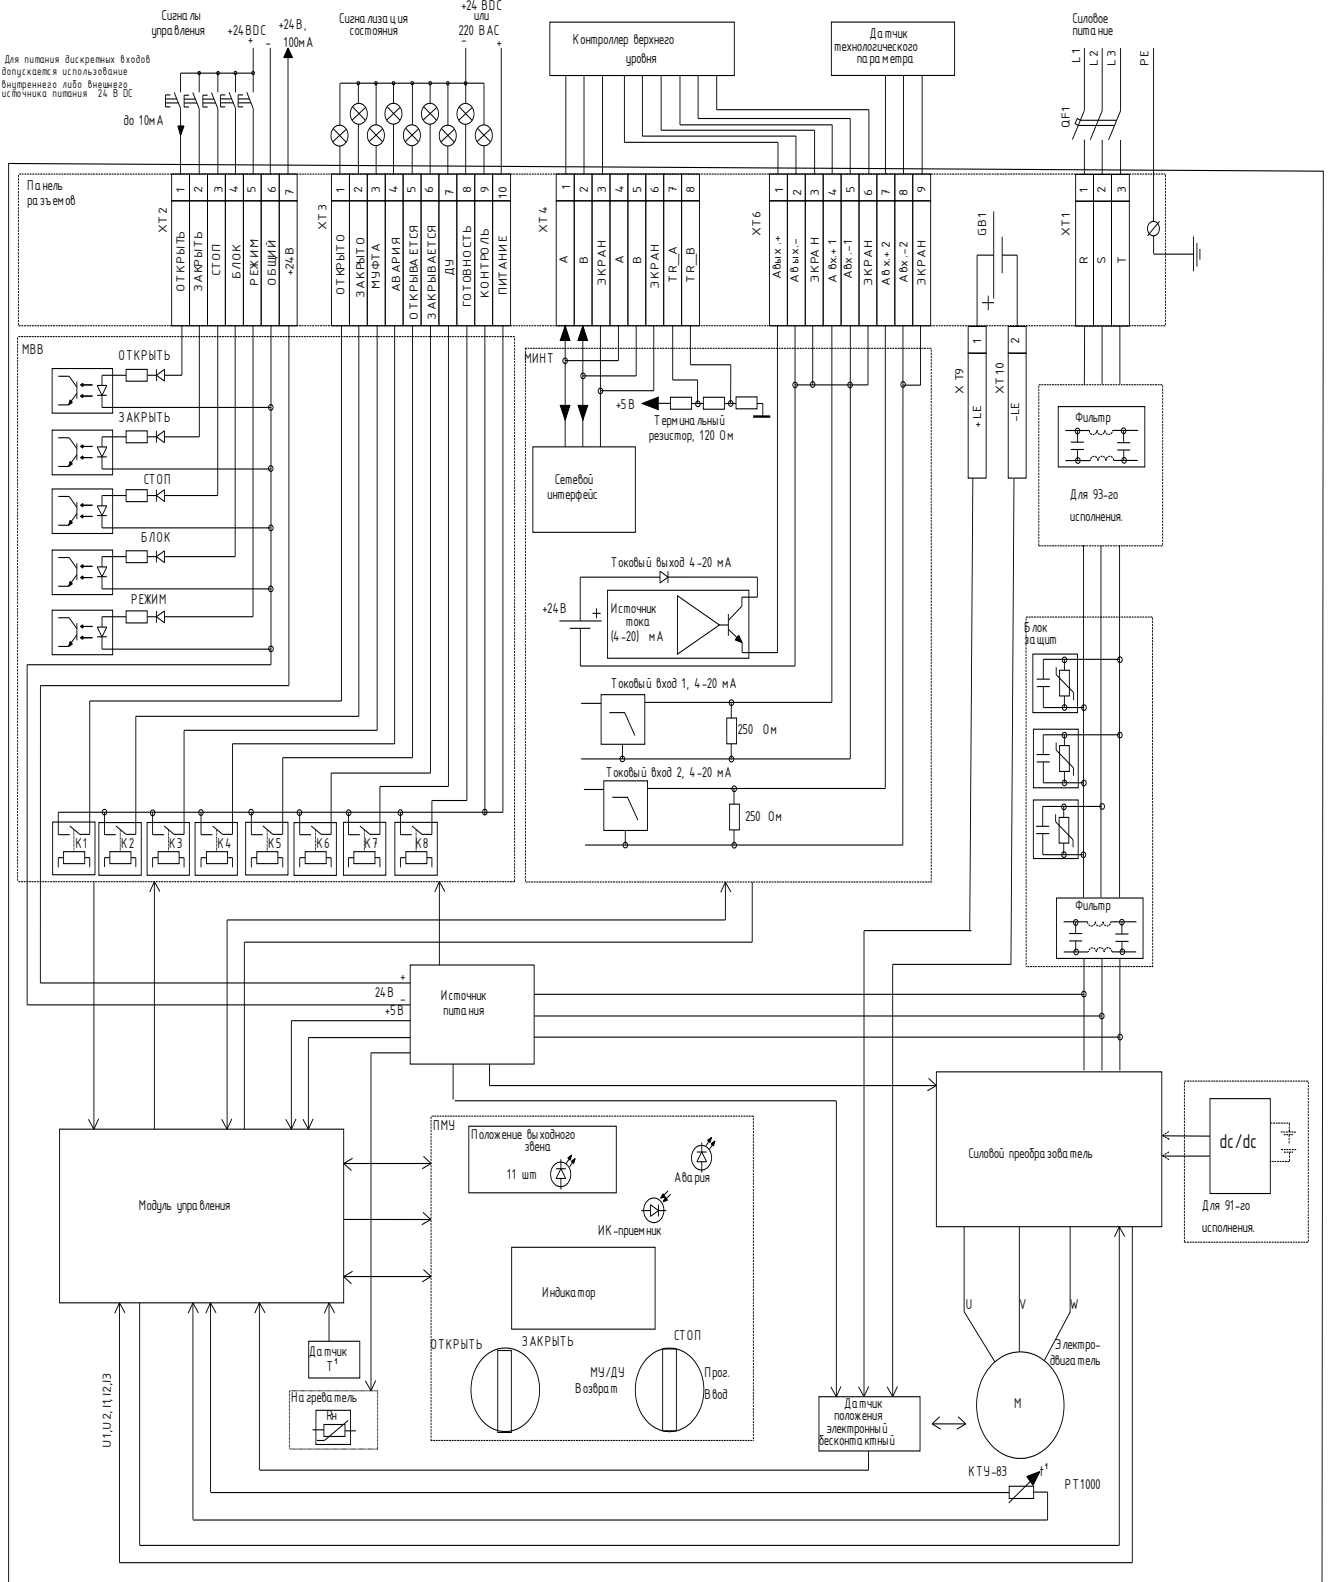 Сигналы
управления
+24 BDC
+
−
+24 В,
100мА
Для питания дискретных входов
допускается использование
внутреннего либо внешнего
источника питания 24 В DC
до 10мА
Сигнализация
состояния
+24 BDC
или
220 ВАС
−
+
Контроллер верхнего
уровня
Датчик
технологического
параметра
Силовое
питание
L1
L2
L3
PE
QF1
Панель
разъемов
XT2
1 2 3 4 5 6 7
ОТКРЫТЬ
ЗАКРЫТЬ
СТОП
БЛОК
РЕЖИМ
ОБЩИЙ
+24В
XT3
1 2 3 4 5 6 7 8 9 10
ОТКРЫТО
ЗАКРЫТО
МУФТА
АВАРИЯ
ОТКРЫВАЕТСЯ
ЗАКРЫВАЕТСЯ
ДУ
ГОТОВНОСТЬ
КОНТРОЛЬ
ПИТАНИЕ
XT4
1 2 3 4 5 6 7 8
A
B
ЭКРАН
A
B
ЭКРАН
TR_A
TR_B
XT6
1 2 3 4 5 6 7 8 9
Aвых.+
Aвых.−
ЭКРАН
Aвх.+1
Aвх.−1
ЭКРАН
Aвх.+2
Aвх.−2
ЭКРАН
GB1
+
XT1
1 2 3
R
S
T
XT9
1
+LE
XT10
2
−LE
МВВ
ОТКРЫТЬ
ЗАКРЫТЬ
СТОП
БЛОК
РЕЖИМ
K1 K2 K3 K4 K5 K6 K7 K8
МИНТ
+5В
Терминальный
резистор, 120 Ом
Сетевой
интерфейс
Токовый выход 4-20 мА
+24В
+
Источник
тока
(4-20) мА
Токовый вход 1, 4-20 мА
250 Ом
Токовый вход 2, 4-20 мА
250 Ом
Фильтр
Для 93-го
исполнения.
Блок
защит
Фильтр
+
24В
−
+5В
Источник
питания
Модуль управления
ПМУ
Положение выходного
звена
11 шт
Авария
ИК-приемник
Индикатор
ОТКРЫТЬ
ЗАКРЫТЬ
СТОП
МУ/ДУ
Возврат
Прог.
Ввод
Силовой преобразователь
dc/dc
Для 91-го
исполнения.
U
V
W
Электро-
двигатель
M
Датчик
T¹
Нагреватель
Rн
U1,U2, I1,I2,I3
Датчик
положения
электронный
бесконтактный
КТУ-83
t¹
PT1000